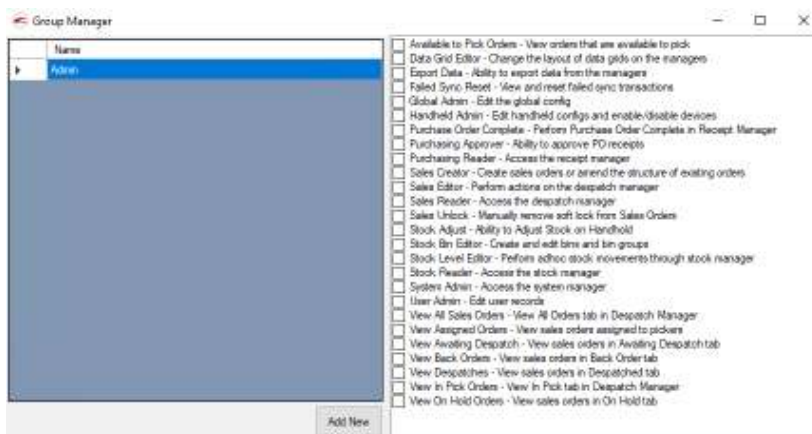 Group Manager
Name
Admin
Available to Pick Orders - View orders that are available to pick
Data Grid Editor - Change the layout of data grids on the managers
Export Data - Ability to export data from the managers
Failed Sync Reset - View and reset failed sync transactions
Global Admin - Edit the global config
Handheld Admin - Edit handheld configs and enable/disable devices
Purchase Order Complete - Perform Purchase Order Complete in Receipt Manager
Purchasing Approver - Ability to approve PO receipts
Purchasing Reader - Access the receipt manager
Sales Creator - Create sales orders or amend the structure of existing orders
Sales Editor - Perform actions on the despatch manager
Sales Reader - Access the despatch manager
Sales Unlock - Manually remove soft lock from Sales Orders
Stock Adjust - Ability to Adjust Stock on Handheld
Stock Bin Editor - Create and edit bins and bin groups
Stock Level Editor - Perform adhoc stock movements through stock manager
Stock Reader - Access the stock manager
System Admin - Access the system manager
User Admin - Edit user records
View All Sales Orders - View All Orders tab in Despatch Manager
View Assigned Orders - View sales orders assigned to pickers
View Awaiting Despatch - View sales orders in Awaiting Despatch tab
View Back Orders - View sales orders in Back Order tab
View Despatches - View sales orders in Despatched tab
View In Pick Orders - View In Pick tab in Despatch Manager
View On Hold Orders - View sales orders in On Hold tab
Add New